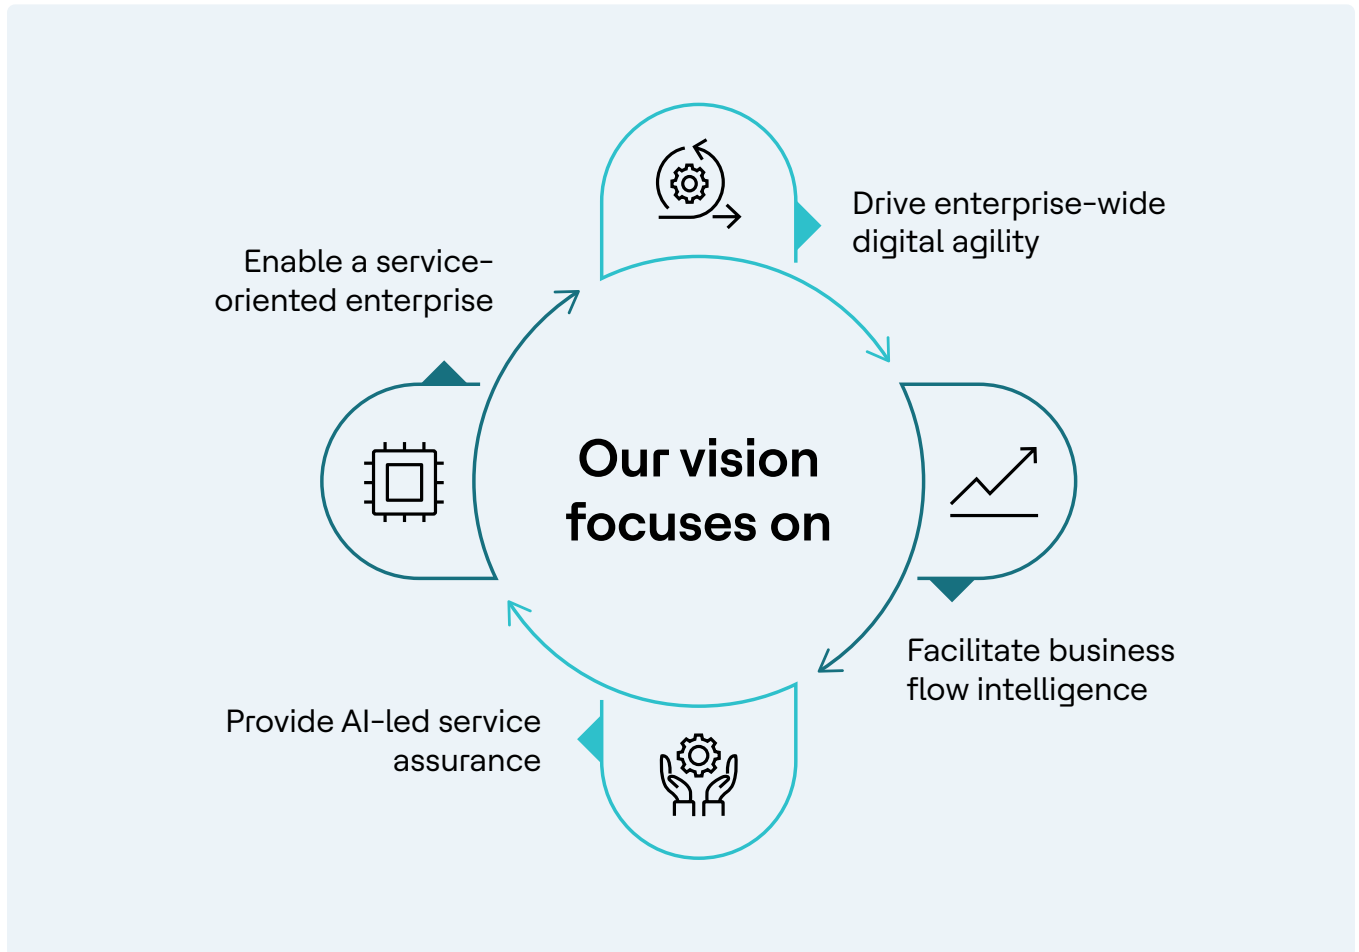 Our vision
focuses on
Drive enterprise-wide
digital agility
Facilitate business
flow intelligence
Provide AI-led service
assurance
Enable a service-
oriented enterprise